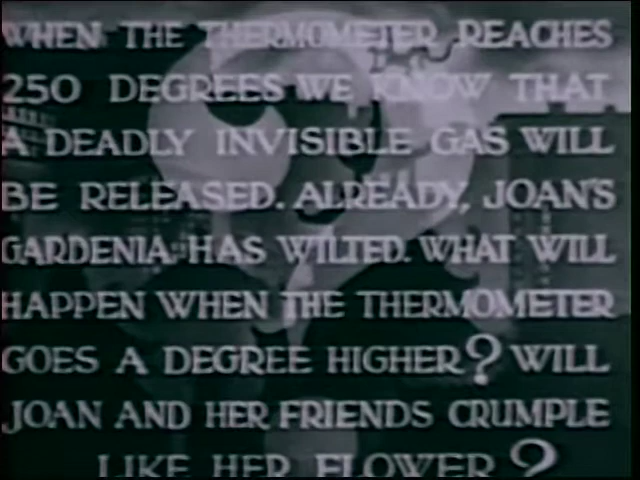 WHEN THE THERMOMETER REACHES
250 DEGREES WE KNOW THAT
A DEADLY INVISIBLE GAS WILL
BE RELEASED. ALREADY, JOAN'S
GARDENIA HAS WILTED. WHAT WILL
HAPPEN WHEN THE THERMOMETER
GOES A DEGREE HIGHER? WILL
JOAN AND HER FRIENDS CRUMPLE
LIKE HER FLOWER?